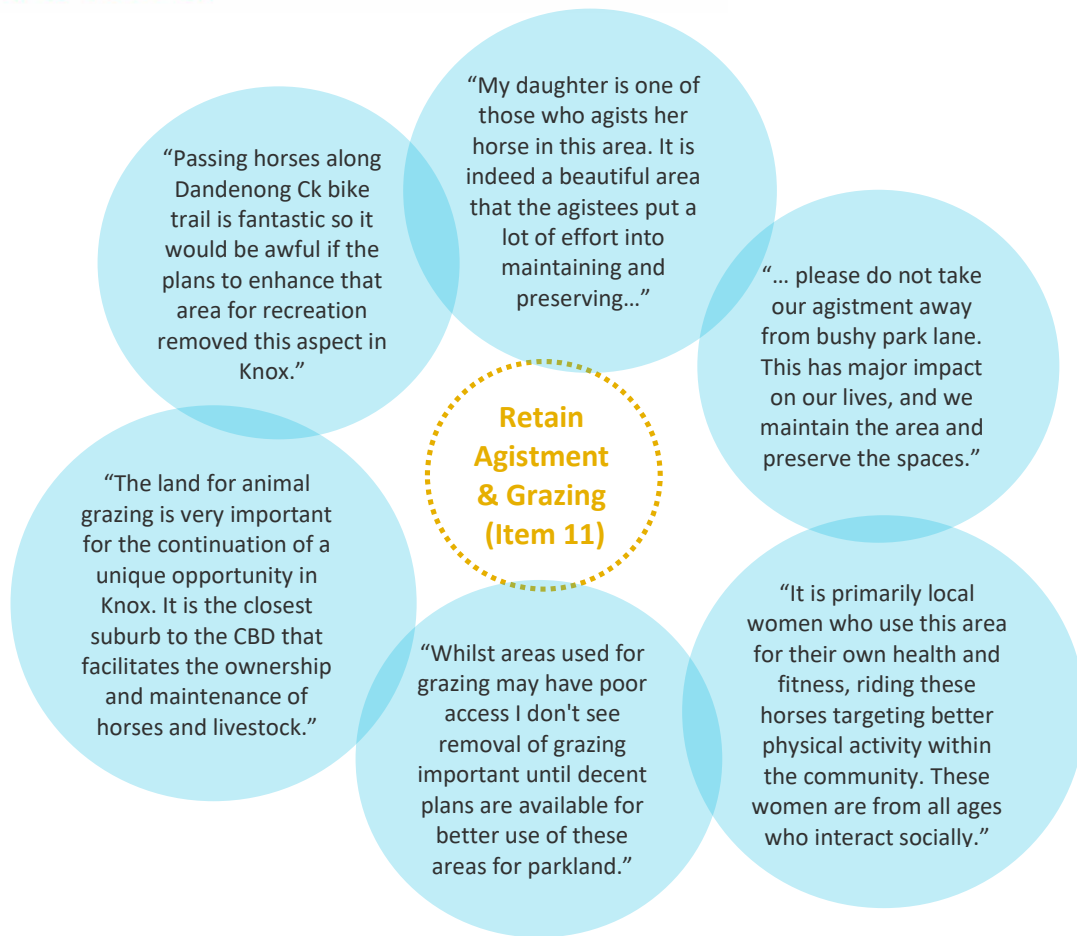 “My daughter is one of
those who agists her
horse in this area. It is
indeed a beautiful area
that the agistees put a
lot of effort into
maintaining and
preserving…”
“Passing horses along
Dandenong Ck bike
trail is fantastic so it
would be awful if the
plans to enhance that
area for recreation
removed this aspect in
Knox.”
“… please do not take
our agistment away
from bushy park lane.
This has major impact
on our lives, and we
maintain the area and
preserve the spaces.”
Retain
Agistment
& Grazing
(Item 11)
“The land for animal
grazing is very important
for the continuation of a
unique opportunity in
Knox. It is the closest
suburb to the CBD that
facilitates the ownership
and maintenance of
horses and livestock.”
“Whilst areas used for
grazing may have poor
access I don't see
removal of grazing
important until decent
plans are available for
better use of these
areas for parkland.”
“It is primarily local
women who use this area
for their own health and
fitness, riding these
horses targeting better
physical activity within
the community. These
women are from all ages
who interact socially.”